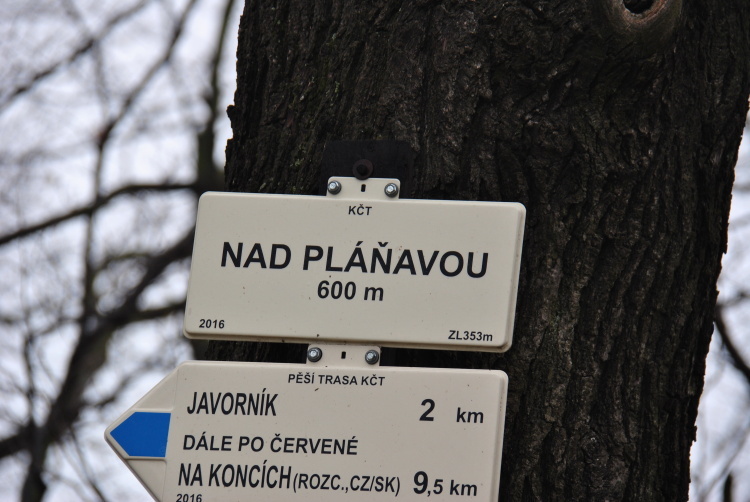 KČT
NAD PLÁŇAVOU
600 m
2016 ZL353m
PĚŠÍ TRASA KČT
JAVORNÍK 2 km
DÁLE PO ČERVENÉ
NA KONCÍCH (ROZC.,CZ/SK) 9,5 km
2016